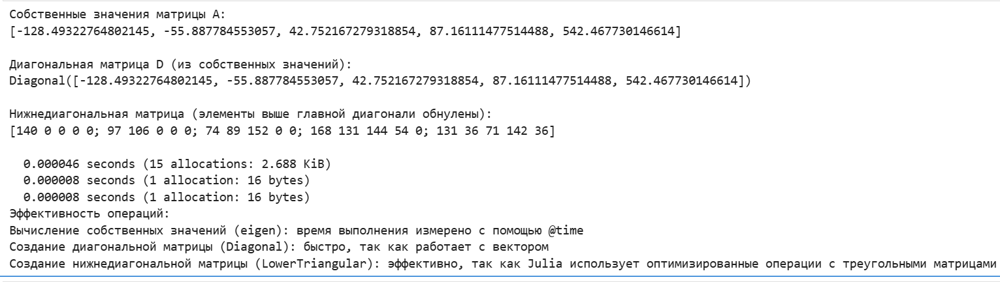 Собственные значения матрицы A:
[-128.49322764802145, -55.887784553057, 42.752167279318854, 87.16111477514488, 542.467730146614]
Диагональная матрица D (из собственных значений):
Diagonal([-128.49322764802145, -55.887784553057, 42.752167279318854, 87.16111477514488, 542.467730146614])
Нижнедиагональная матрица (элементы выше главной диагонали обнулены):
[140 0 0 0 0; 97 106 0 0 0; 74 89 152 0 0; 168 131 144 54 0; 131 36 71 142 36]
0.000046 seconds (15 allocations: 2.688 KiB)
0.000008 seconds (1 allocation: 16 bytes)
0.000008 seconds (1 allocation: 16 bytes)
Эффективность операций:
Вычисление собственных значений (eigen): время выполнения измерено с помощью @time
Создание диагональной матрицы (Diagonal): быстро, так как работает с вектором
Создание нижнедиагональной матрицы (LowerTriangular): эффективно, так как Julia использует оптимизированные операции с треугольными матрицами